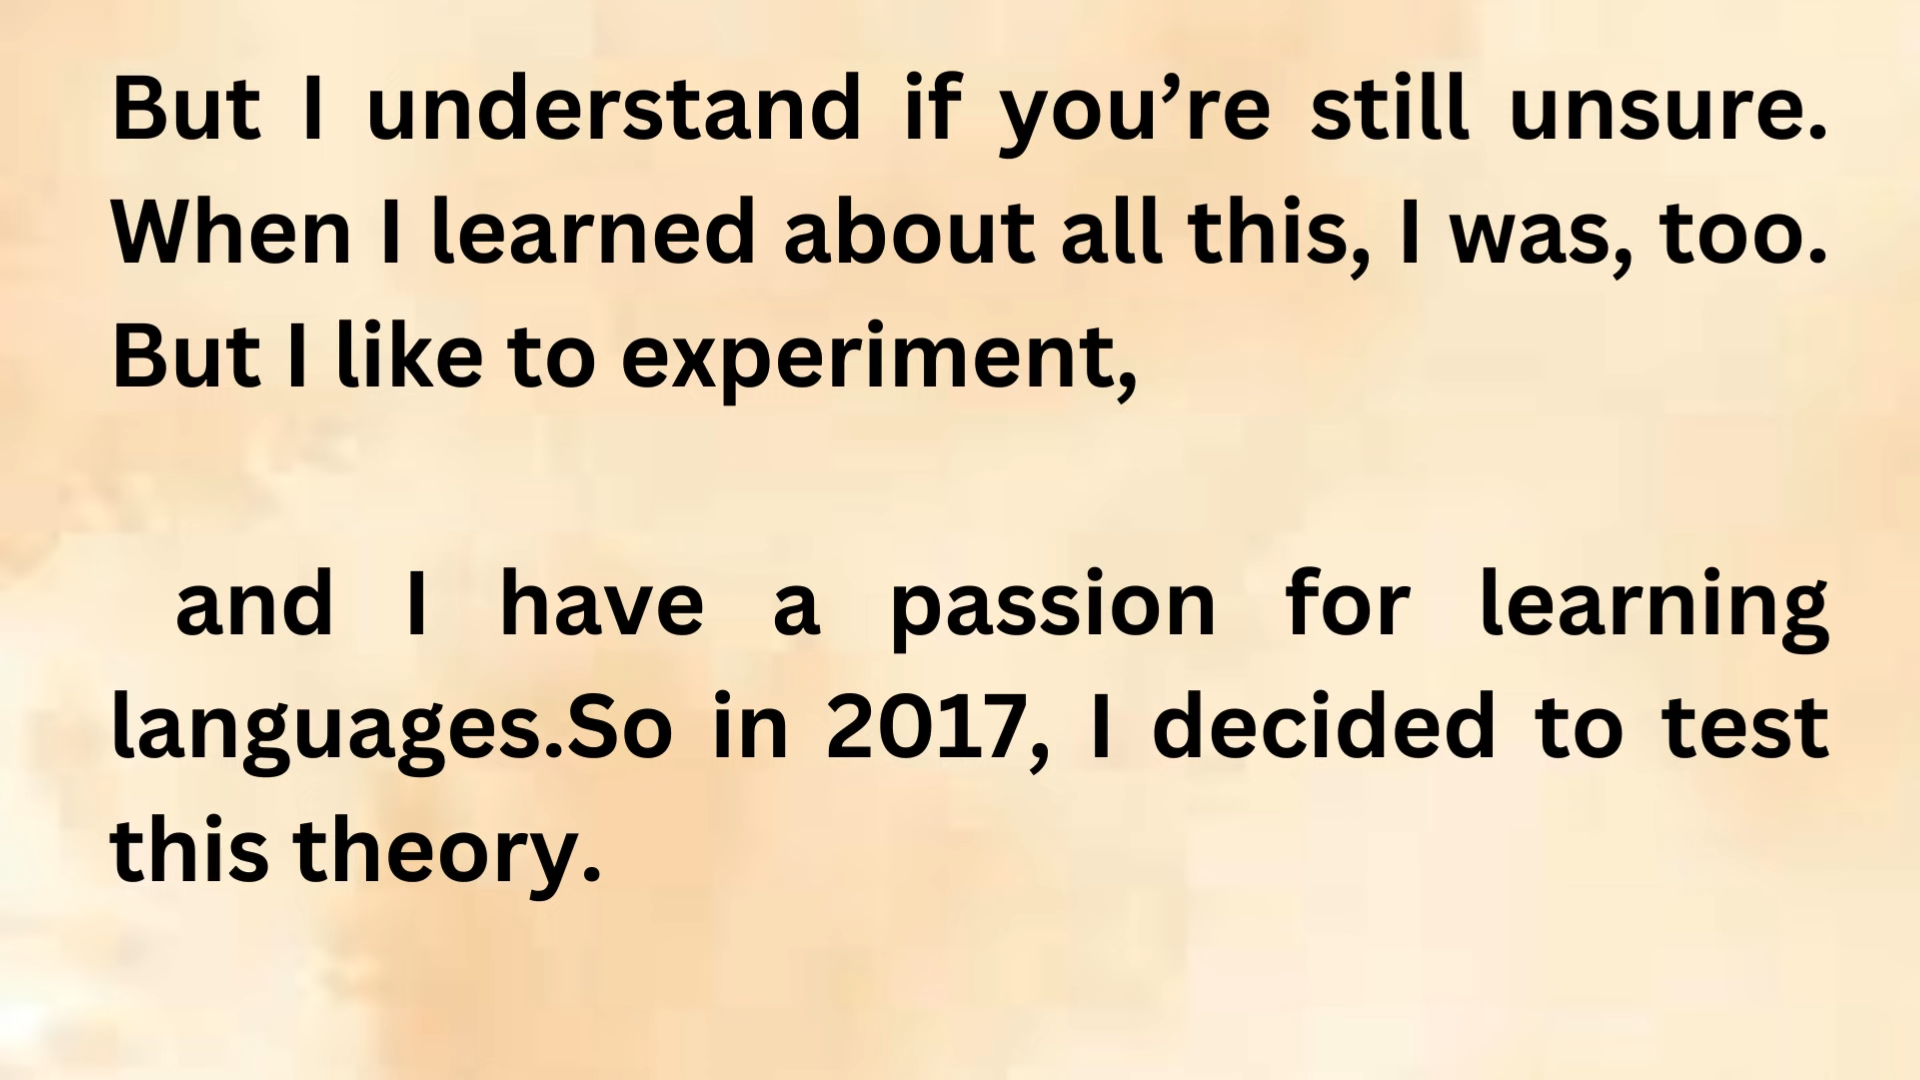 But I understand if you’re still unsure.
When I learned about all this, I was, too.
But I like to experiment,
and I have a passion for learning
languages.So in 2017, I decided to test
this theory.